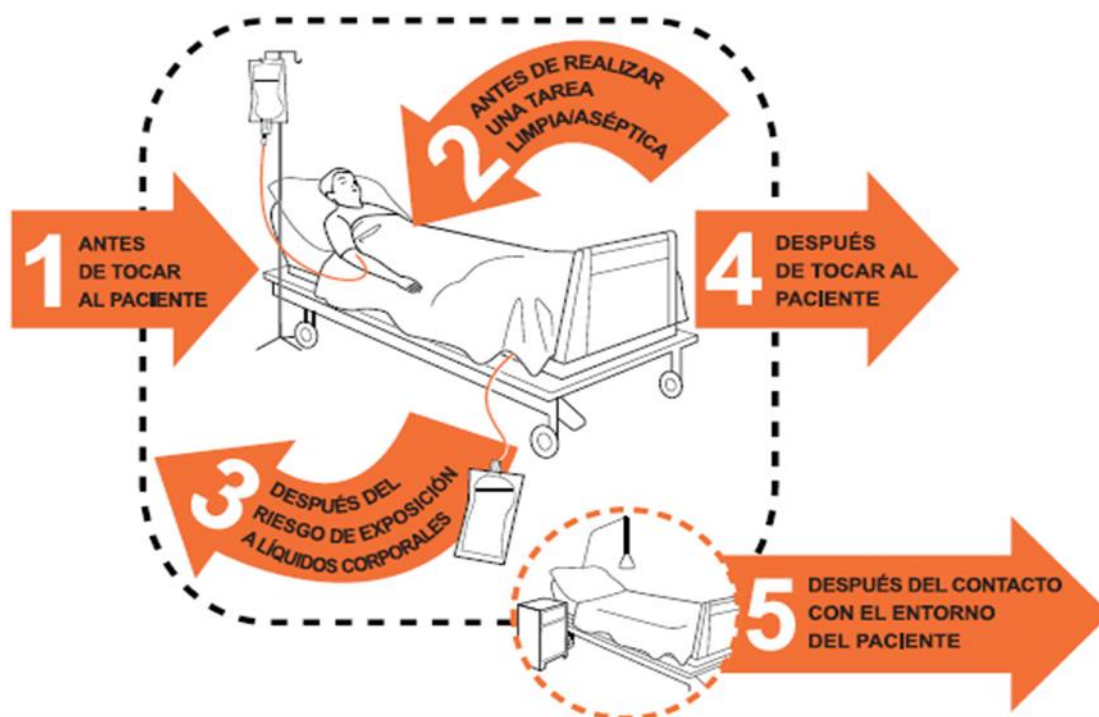 1 ANTES
DE TOCAR
AL PACIENTE
2 ANTES DE REALIZAR
UNA TAREA
LIMPIA/ASÉPTICA
3 DESPUÉS DEL
RIESGO DE EXPOSICIÓN
A LÍQUIDOS CORPORALES
4 DESPUÉS
DE TOCAR AL
PACIENTE
5 DESPUÉS DEL CONTACTO
CON EL ENTORNO
DEL PACIENTE